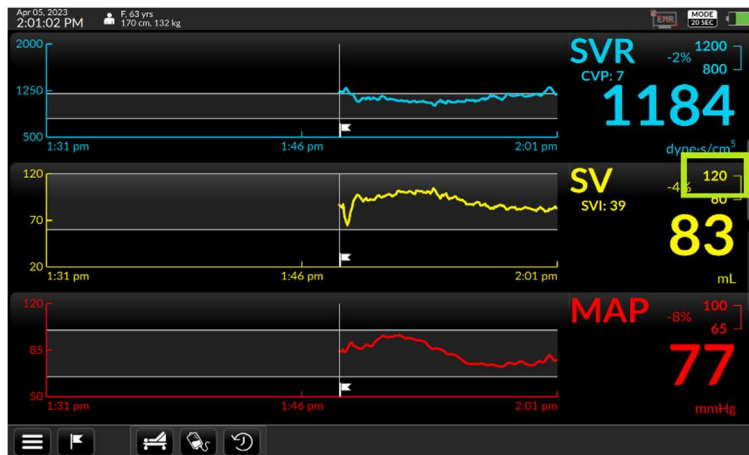 Apr 05, 2023
2:01:02 PM
F, 63 yrs
170 cm, 132 kg
EMR
MODE
20 SEC
2000
1250
500
1:31 pm
1:46 pm
2:01 pm
SVR
CVP: 7
-2%
1200
800
1184
dyne·s/cm⁵
120
70
20
1:31 pm
1:46 pm
2:01 pm
SV
SVI: 39
120
83
mL
120
85
50
1:31 pm
1:46 pm
2:01 pm
MAP
-8%
100
65
77
mmHg